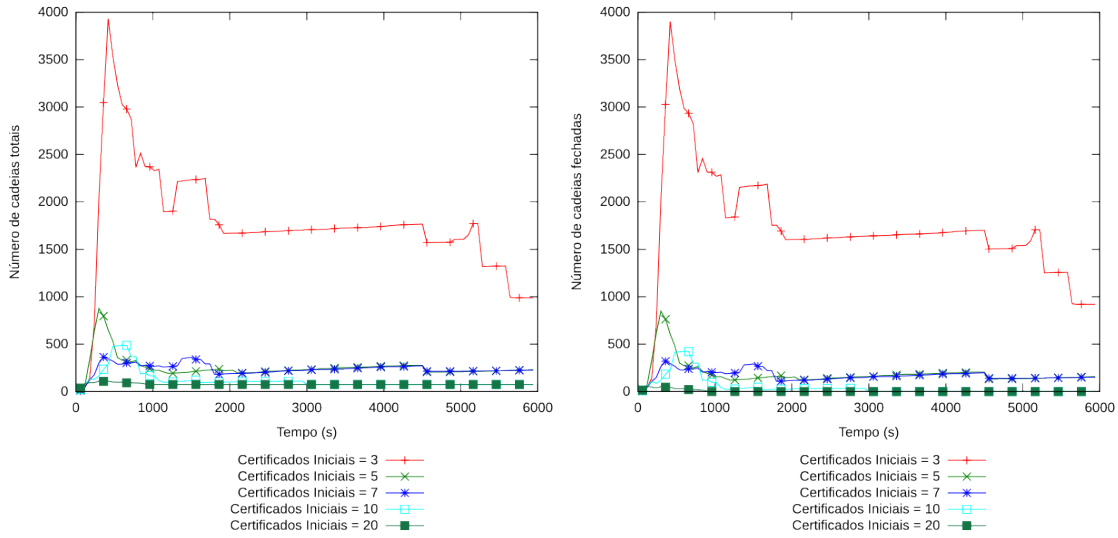 4000
3500
3000
2500
2000
1500
1000
500
0
Número de cadeias totais
0 1000 2000 3000 4000 5000 6000
Tempo (s)
Certificados Iniciais = 3
Certificados Iniciais = 5
Certificados Iniciais = 7
Certificados Iniciais = 10
Certificados Iniciais = 20
4000
3500
3000
2500
2000
1500
1000
500
0
Número de cadeias fechadas
0 1000 2000 3000 4000 5000 6000
Tempo (s)
Certificados Iniciais = 3
Certificados Iniciais = 5
Certificados Iniciais = 7
Certificados Iniciais = 10
Certificados Iniciais = 20